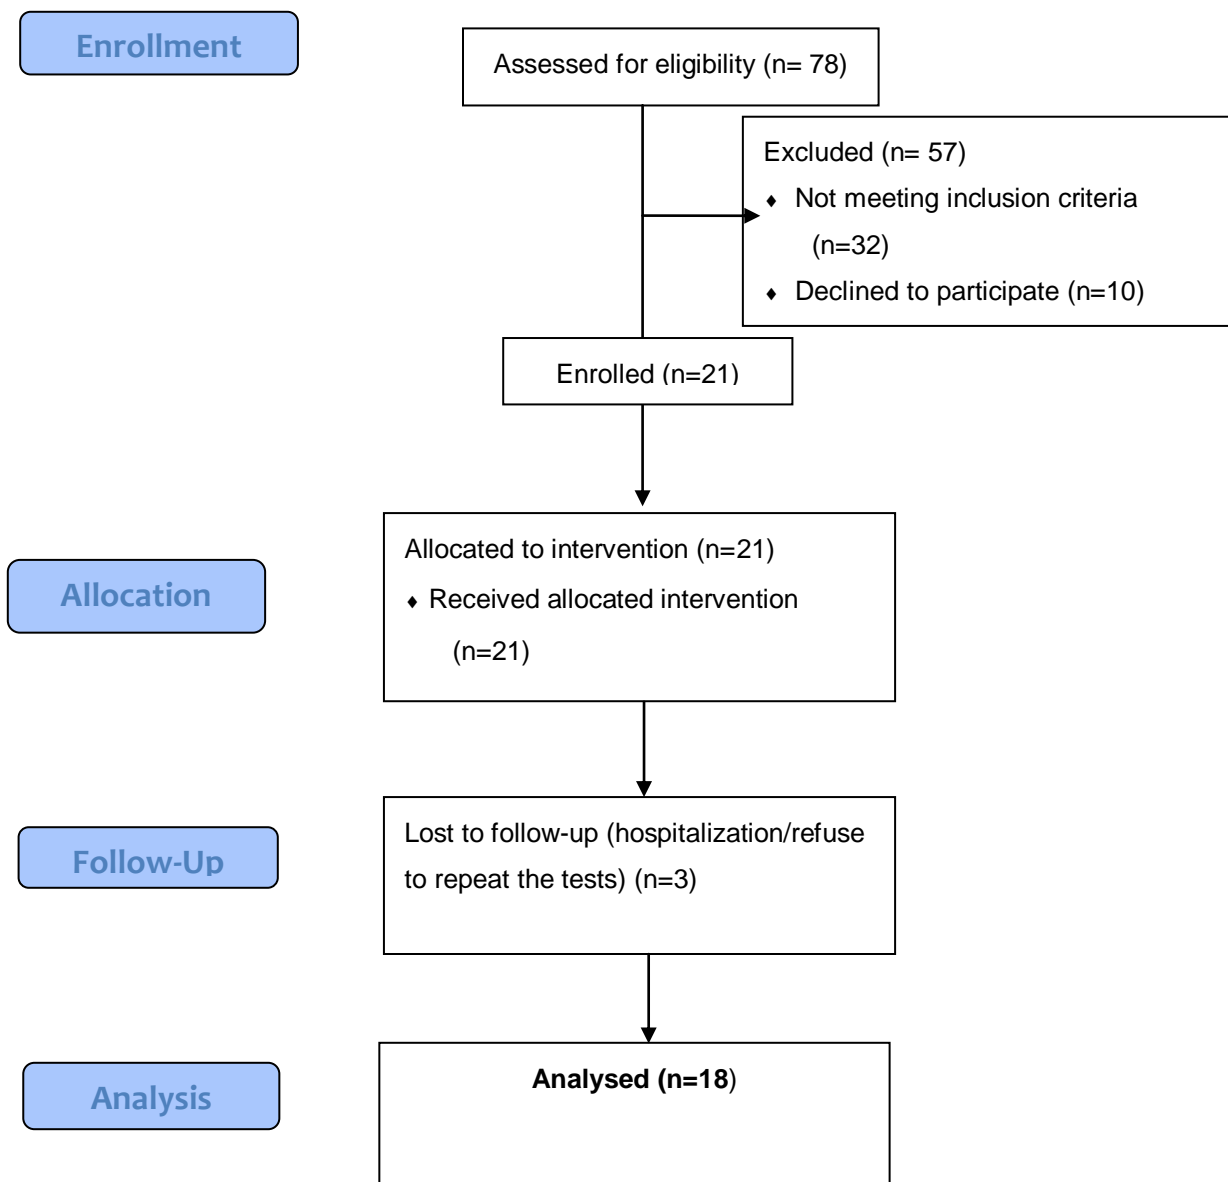 Enrollment
Assessed for eligibility (n= 78)
Excluded (n= 57)
♦ Not meeting inclusion criteria
(n=32)
♦ Declined to participate (n=10)
Enrolled (n=21)
Allocation
Allocated to intervention (n=21)
♦ Received allocated intervention
(n=21)
Follow-Up
Lost to follow-up (hospitalization/refuse
to repeat the tests) (n=3)
Analysis
Analysed (n=18)